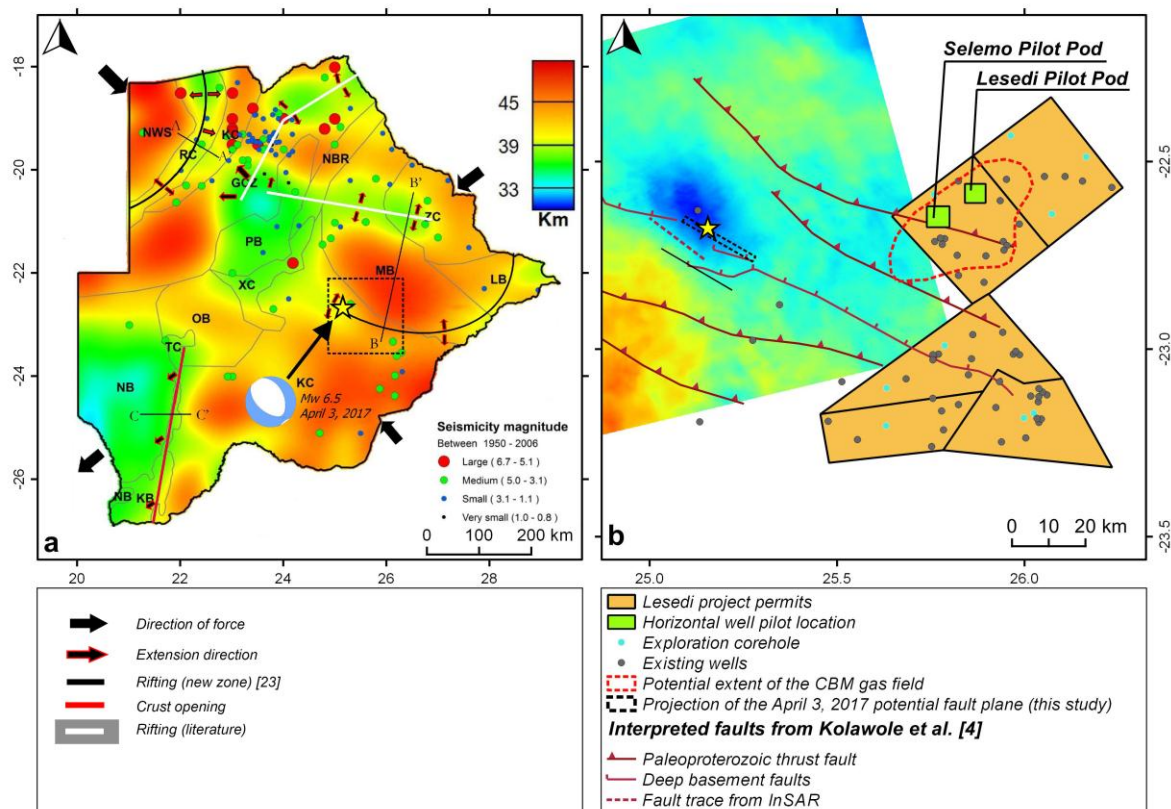 -18
-20
-22
-24
-26
20
22
24
26
28
NWS
A
A'
RC
KC
GCZ
NBR
B'
ZC
PB
XC
MB
LB
OB
TC
B
NB
C
C'
NB
KB
45
39
33
Km
KC
Mw 6.5
April 3, 2017
Seismicity magnitude
Between 1950 - 2006
Large ( 6.7 - 5.1 )
Medium ( 5.0 - 3.1 )
Small ( 3.1 - 1.1 )
Very small (1.0 - 0.8 )
0 100 200 km
a
Direction of force
Extension direction
Rifting (new zone) [23]
Crust opening
Rifting (literature)
Selemo Pilot Pod
Lesedi Pilot Pod
-22.5
-23.0
-23.5
25.0
25.5
26.0
0 10 20 km
b
Lesedi project permits
Horizontal well pilot location
Exploration corehole
Existing wells
Potential extent of the CBM gas field
Projection of the April 3, 2017 potential fault plane (this study)
Interpreted faults from Kolawole et al. [4]
Paleoproterozoic thrust fault
Deep basement faults
Fault trace from InSAR